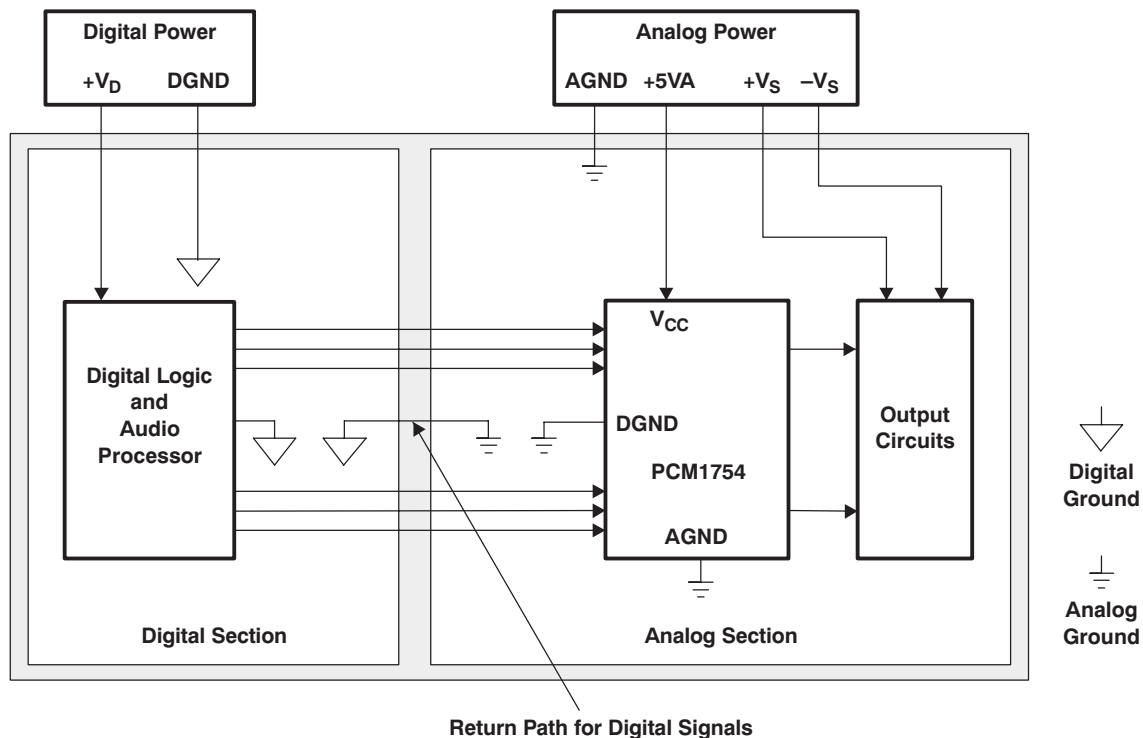 Digital Power
+VD DGND
Analog Power
AGND +5VA +VS –VS
Digital Logic
and
Audio
Processor
VCC
DGND
PCM1754
AGND
Output
Circuits
Digital
Ground
Analog
Ground
Digital Section
Analog Section
Return Path for Digital Signals